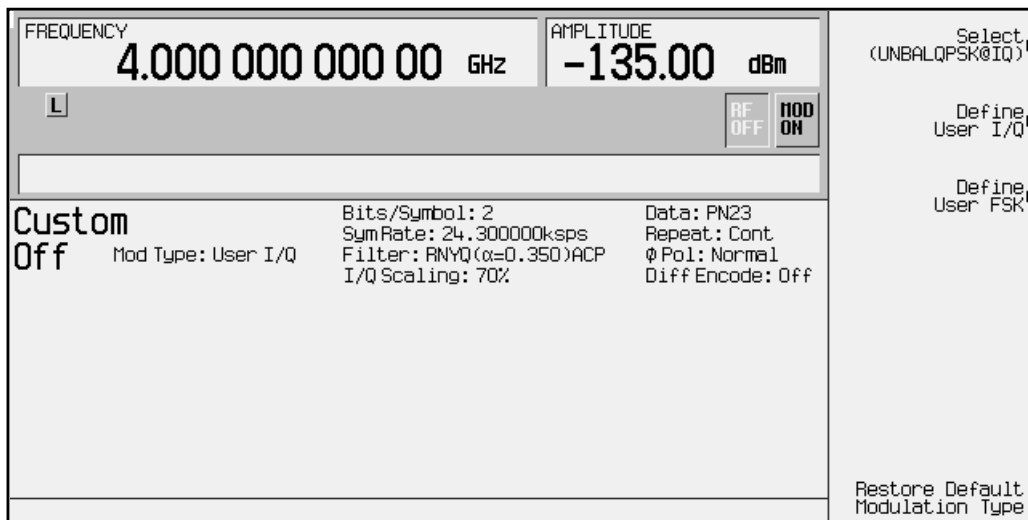 FREQUENCY
4.000 000 000 00 GHz
AMPLITUDE
-135.00 dBm
L
RF
OFF
MOD
ON
Custom
Off
Mod Type: User I/Q
Bits/Symbol: 2
Sym Rate: 24.300000ksps
Filter: RNYQ(α=0.350)ACP
I/Q Scaling: 70%
Data: PN23
Repeat: Cont
Φ Pol: Normal
Diff Encode: Off
Select
(UNBALQPSK@IQ)
Define
User I/Q
Define
User FSK
Restore Default
Modulation Type